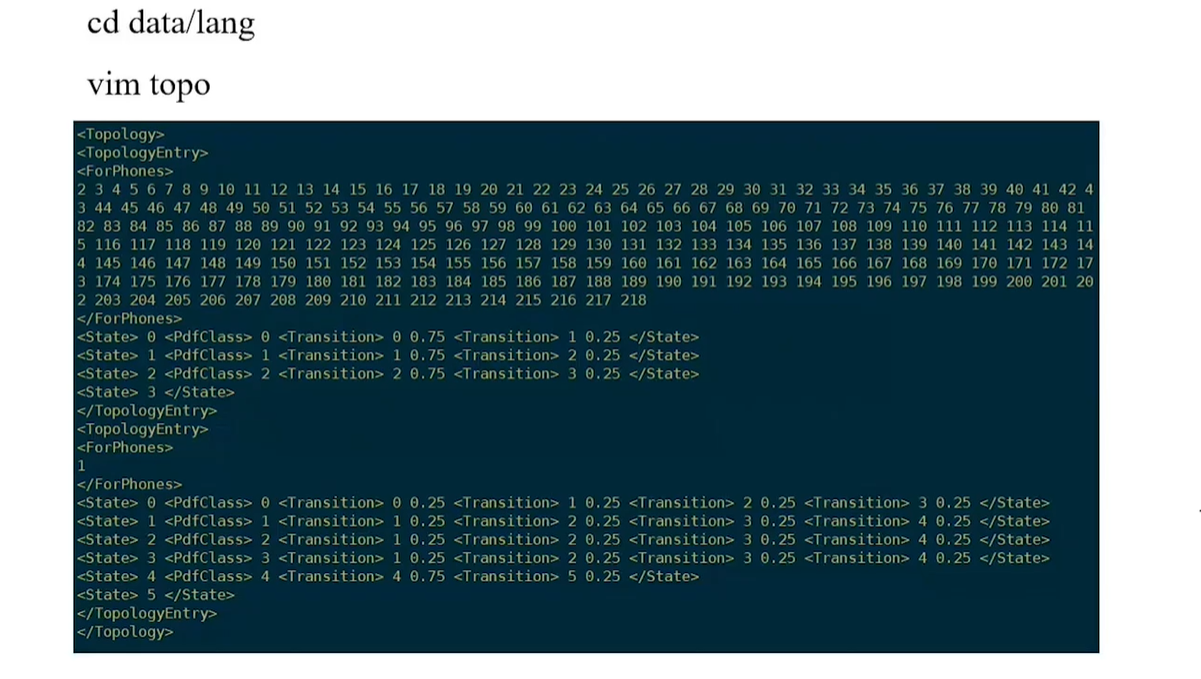 cd data/lang
vim topo
<Topology>
<TopologyEntry>
<ForPhones>
2 3 4 5 6 7 8 9 10 11 12 13 14 15 16 17 18 19 20 21 22 23 24 25 26 27 28 29 30 31 32 33 34 35 36 37 38 39 40 41 42 4
3 44 45 46 47 48 49 50 51 52 53 54 55 56 57 58 59 60 61 62 63 64 65 66 67 68 69 70 71 72 73 74 75 76 77 78 79 80 81
82 83 84 85 86 87 88 89 90 91 92 93 94 95 96 97 98 99 100 101 102 103 104 105 106 107 108 109 110 111 112 113 114 11
5 116 117 118 119 120 121 122 123 124 125 126 127 128 129 130 131 132 133 134 135 136 137 138 139 140 141 142 143 14
4 145 146 147 148 149 150 151 152 153 154 155 156 157 158 159 160 161 162 163 164 165 166 167 168 169 170 171 172 17
3 174 175 176 177 178 179 180 181 182 183 184 185 186 187 188 189 190 191 192 193 194 195 196 197 198 199 200 201 20
2 203 204 205 206 207 208 209 210 211 212 213 214 215 216 217 218
</ForPhones>
<State> 0 <PdfClass> 0 <Transition> 0 0.75 <Transition> 1 0.25 </State>
<State> 1 <PdfClass> 1 <Transition> 1 0.75 <Transition> 2 0.25 </State>
<State> 2 <PdfClass> 2 <Transition> 2 0.75 <Transition> 3 0.25 </State>
<State> 3 </State>
</TopologyEntry>
<TopologyEntry>
<ForPhones>
1
</ForPhones>
<State> 0 <PdfClass> 0 <Transition> 0 0.25 <Transition> 1 0.25 <Transition> 2 0.25 <Transition> 3 0.25 </State>
<State> 1 <PdfClass> 1 <Transition> 1 0.25 <Transition> 2 0.25 <Transition> 3 0.25 <Transition> 4 0.25 </State>
<State> 2 <PdfClass> 2 <Transition> 1 0.25 <Transition> 2 0.25 <Transition> 3 0.25 <Transition> 4 0.25 </State>
<State> 3 <PdfClass> 3 <Transition> 1 0.25 <Transition> 2 0.25 <Transition> 3 0.25 <Transition> 4 0.25 </State>
<State> 4 <PdfClass> 4 <Transition> 4 0.75 <Transition> 5 0.25 </State>
<State> 5 </State>
</TopologyEntry>
</Topology>